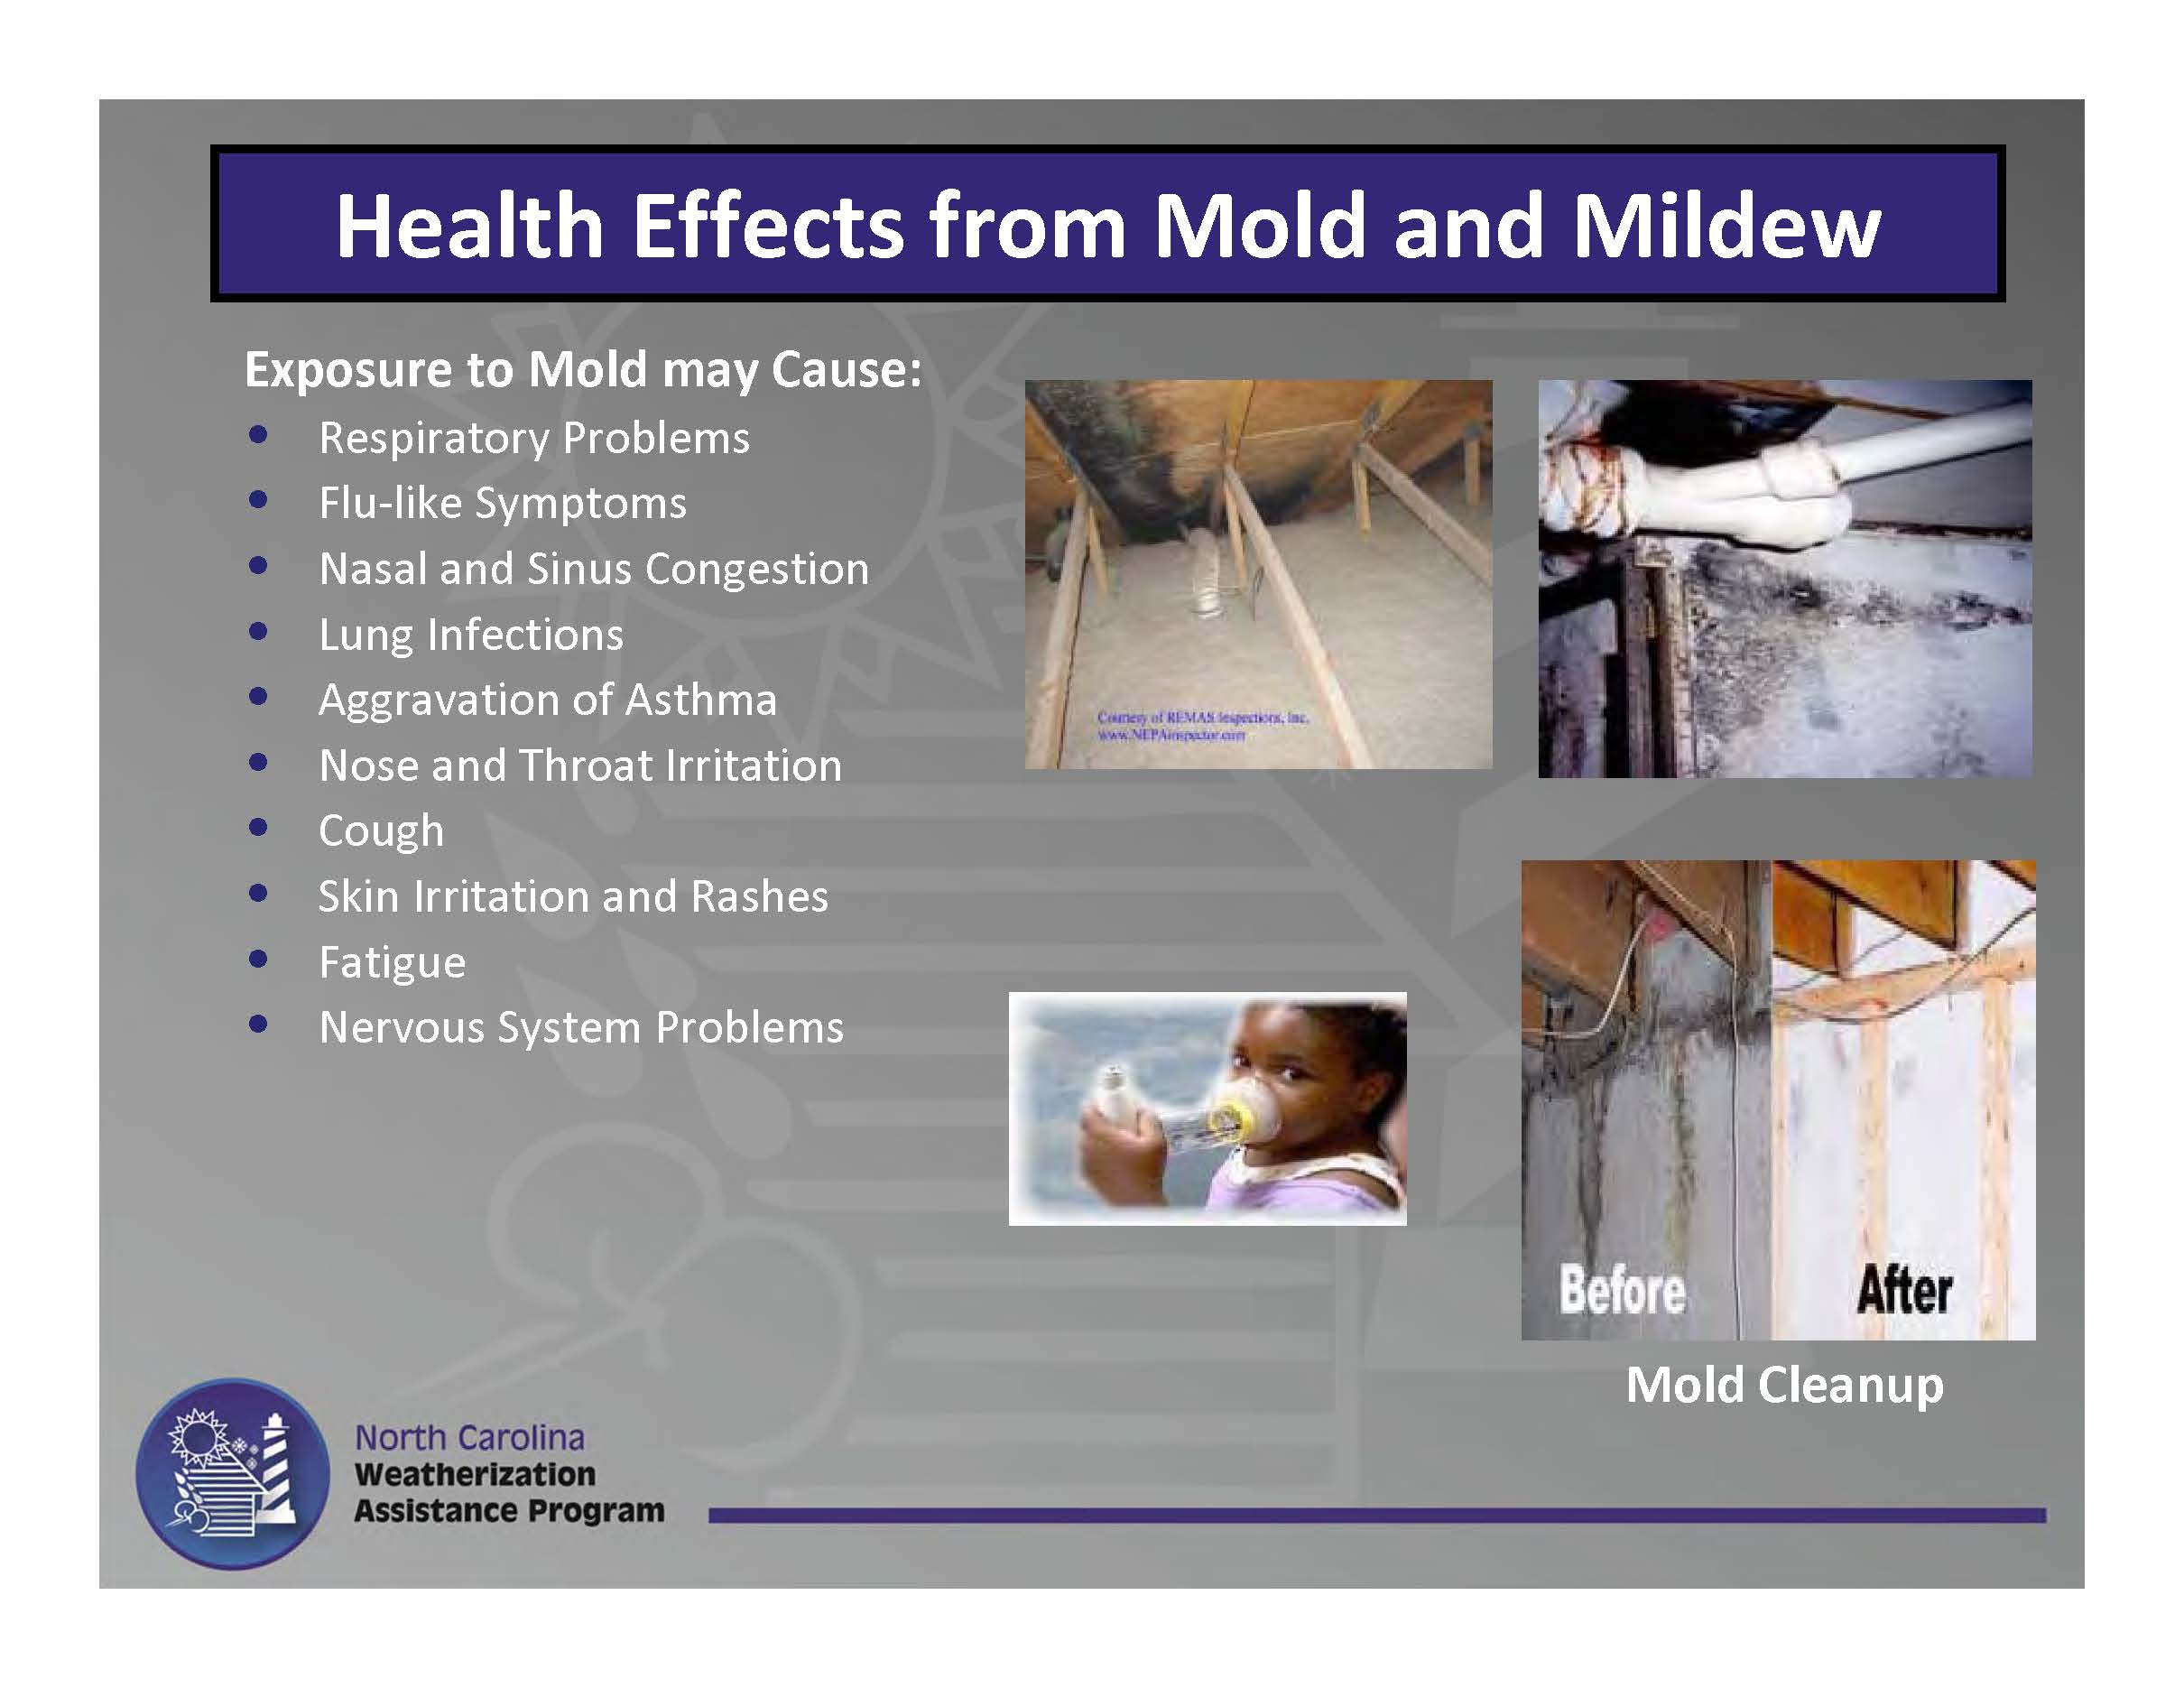 Health Effects from Mold and Mildew
Exposure to Mold may Cause:
• Respiratory Problems
• Flu-like Symptoms
• Nasal and Sinus Congestion
• Lung Infections
• Aggravation of Asthma
• Nose and Throat Irritation
• Cough
• Skin Irritation and Rashes
• Fatigue
• Nervous System Problems
Courtesy of REMAS Inspections, Inc.
www.NEPAinspector.com
Before After
Mold Cleanup
North Carolina
Weatherization
Assistance Program